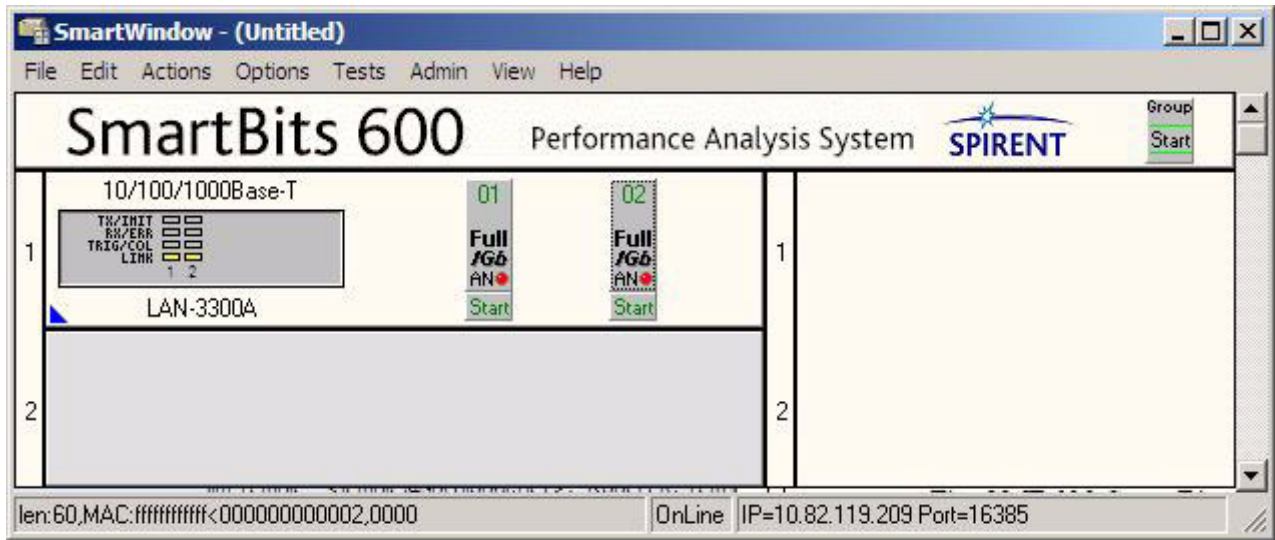 SmartWindow - (Untitled)
File Edit Actions Options Tests Admin View Help
SmartBits 600 Performance Analysis System SPIRENT
Group
Start
10/100/1000Base-T
TX/INIT
RX/ERR
TRIG/COL
LINK
1 2
LAN-3300A
01
Full
1Gb
AN
Start
02
Full
1Gb
AN
Start
1
1
2
2
len:60,MAC:ffffffffffff<000000000002,0000 OnLine IP=10.82.119.209 Port=16385